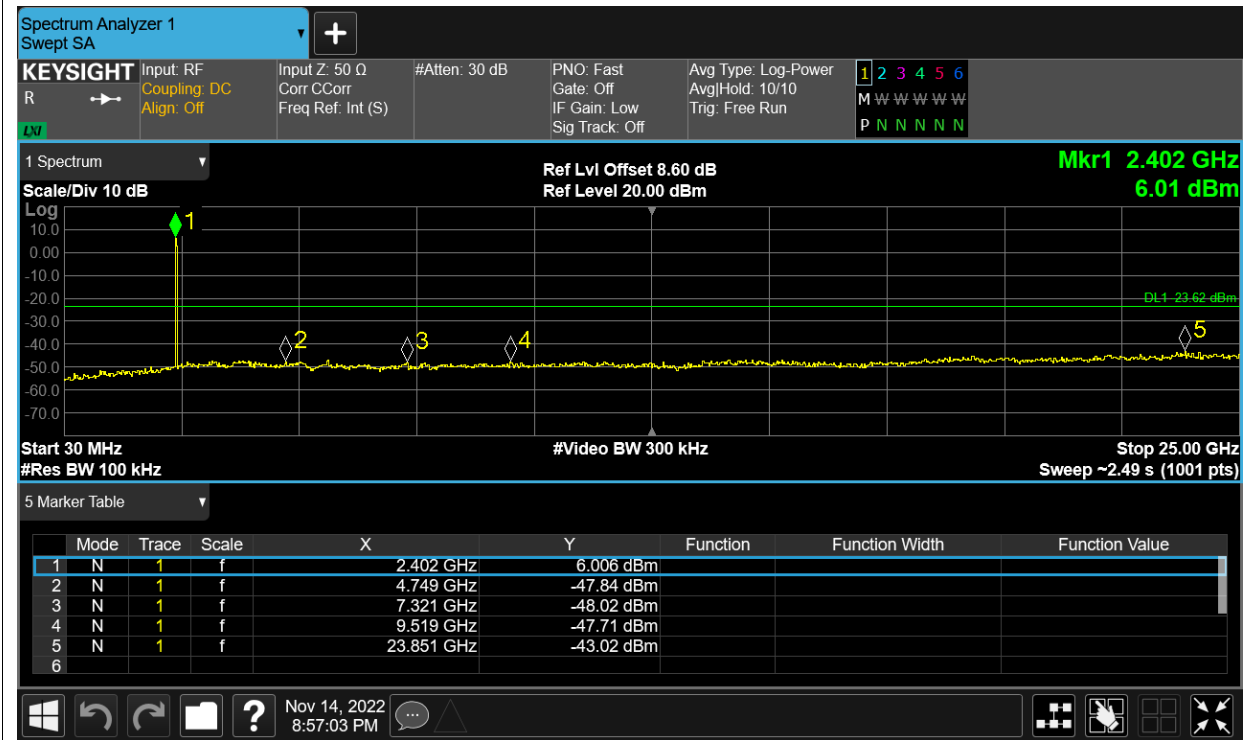 Spectrum Analyzer 1
Swept SA
KEYSIGHT
R
LXI
Input: RF
Coupling: DC
Align: Off
Input Z: 50 Ω
Corr CCorr
Freq Ref: Int (S)
#Atten: 30 dB
PNO: Fast
Gate: Off
IF Gain: Low
Sig Track: Off
Avg Type: Log-Power
Avg|Hold: 10/10
Trig: Free Run
1 2 3 4 5 6
M W W W W W
P N N N N N
1 Spectrum
Scale/Div 10 dB
Ref Lvl Offset 8.60 dB
Ref Level 20.00 dBm
Mkr1 2.402 GHz
6.01 dBm
Log
10.0
0.00
-10.0
-20.0
-30.0
-40.0
-50.0
-60.0
-70.0
1
2
3
4
5
DL1 -23.62 dBm
Start 30 MHz
#Res BW 100 kHz
#Video BW 300 kHz
Stop 25.00 GHz
Sweep ~2.49 s (1001 pts)
5 Marker Table
Mode Trace Scale X Y Function Function Width Function Value
1 N 1 f 2.402 GHz 6.006 dBm
2 N 1 f 4.749 GHz -47.84 dBm
3 N 1 f 7.321 GHz -48.02 dBm
4 N 1 f 9.519 GHz -47.71 dBm
5 N 1 f 23.851 GHz -43.02 dBm
6
?
Nov 14, 2022
8:57:03 PM